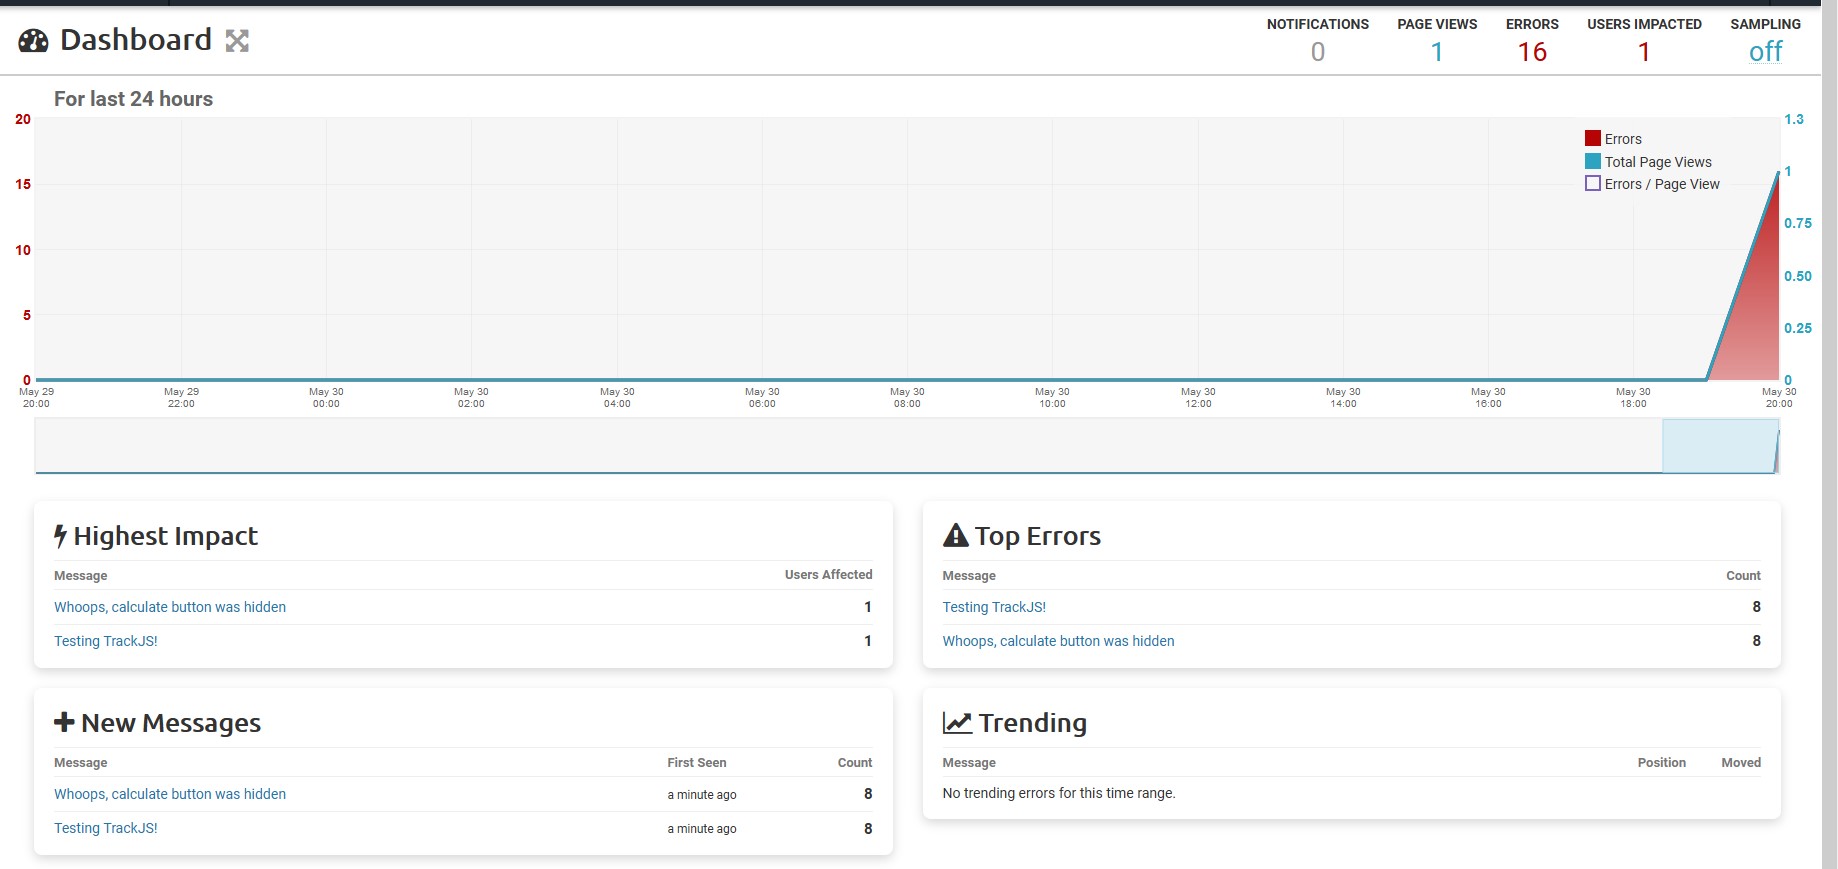 Dashboard
NOTIFICATIONS PAGE VIEWS ERRORS USERS IMPACTED SAMPLING
0 1 16 1 off
For last 24 hours
20 1.3
Errors
Total Page Views
15 1
Errors / Page View
0.75
10
0.50
5 0.25
0 0
May 29 May 29 May 30 May 30 May 30 May 30 May 30 May 30 May 30 May 30 May 30 May 30 May 30
20:00 22:00 00:00 02:00 04:00 06:00 08:00 10:00 12:00 14:00 16:00 18:00 20:00
Highest Impact
Message Users Affected
Whoops, calculate button was hidden 1
Testing TrackJS! 1
Top Errors
Message Count
Testing TrackJS! 8
Whoops, calculate button was hidden 8
New Messages
Message First Seen Count
Whoops, calculate button was hidden a minute ago 8
Testing TrackJS! a minute ago 8
Trending
Message Position Moved
No trending errors for this time range.